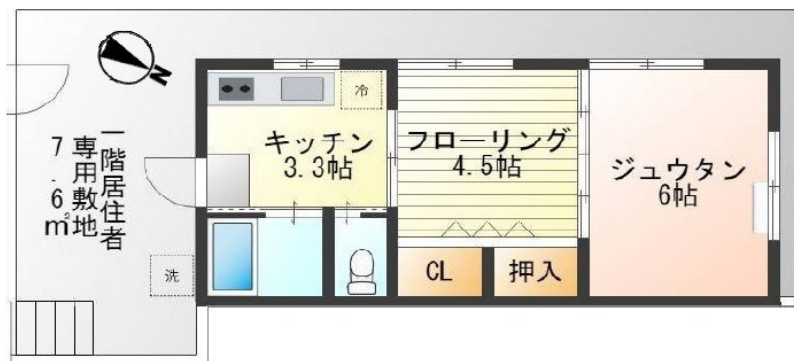 N
冷
キッチン
3.3帖
フローリング
4.5帖
ジュウタン
6帖
一階居住者
専用敷地
7.6㎡
洗
CL
押入